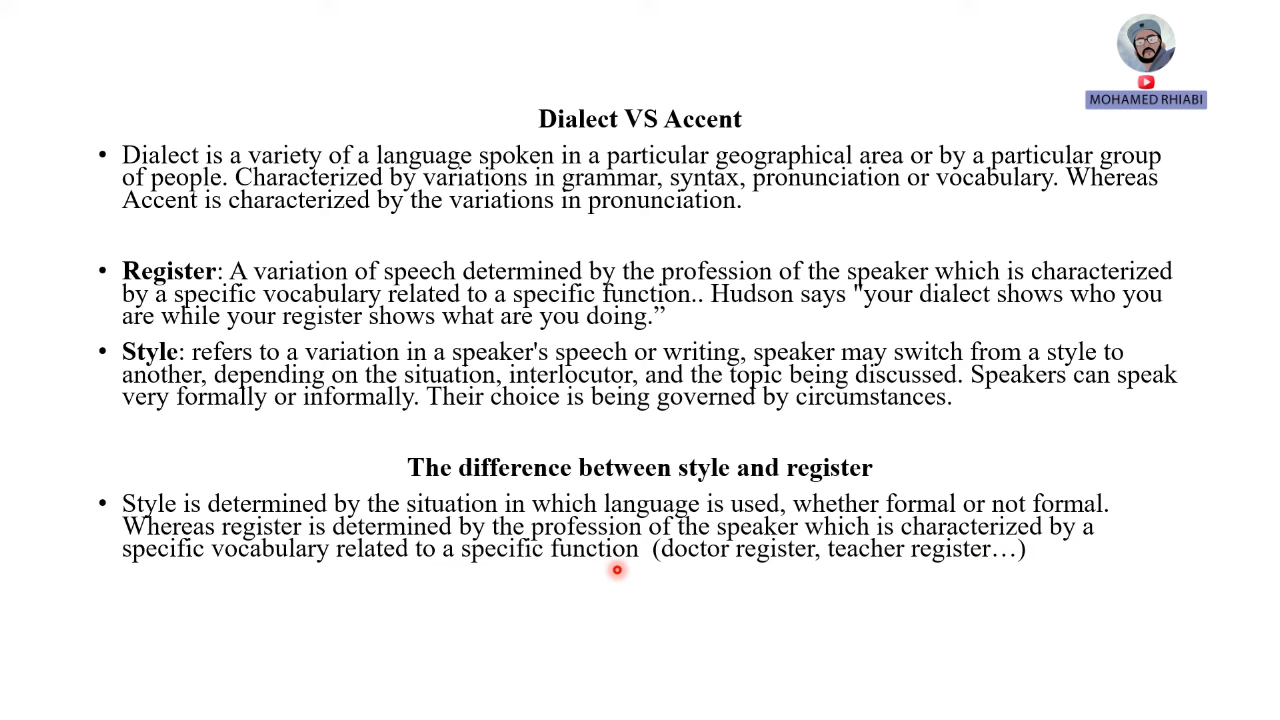 MOHAMED RHIABI
Dialect VS Accent
• Dialect is a variety of a language spoken in a particular geographical area or by a particular group
of people. Characterized by variations in grammar, syntax, pronunciation or vocabulary. Whereas
Accent is characterized by the variations in pronunciation.
• Register: A variation of speech determined by the profession of the speaker which is characterized
by a specific vocabulary related to a specific function.. Hudson says "your dialect shows who you
are while your register shows what are you doing.”
• Style: refers to a variation in a speaker's speech or writing, speaker may switch from a style to
another, depending on the situation, interlocutor, and the topic being discussed. Speakers can speak
very formally or informally. Their choice is being governed by circumstances.
The difference between style and register
• Style is determined by the situation in which language is used, whether formal or not formal.
Whereas register is determined by the profession of the speaker which is characterized by a
specific vocabulary related to a specific function (doctor register, teacher register…)